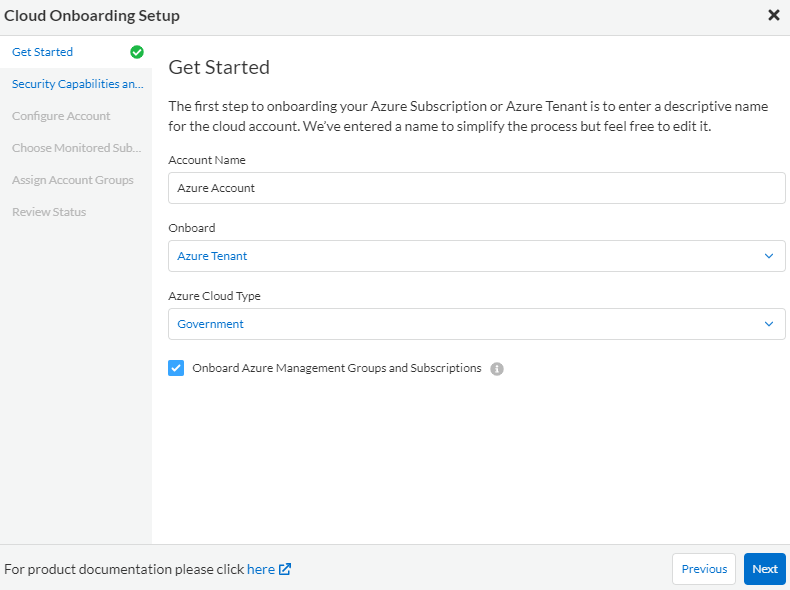 Cloud Onboarding Setup
Get Started
Security Capabilities an...
Configure Account
Choose Monitored Sub...
Assign Account Groups
Review Status
Get Started
The first step to onboarding your Azure Subscription or Azure Tenant is to enter a descriptive name
for the cloud account. We've entered a name to simplify the process but feel free to edit it.
Account Name
Azure Account
Onboard
Azure Tenant
Azure Cloud Type
Government
Onboard Azure Management Groups and Subscriptions
For product documentation please click here
Previous
Next